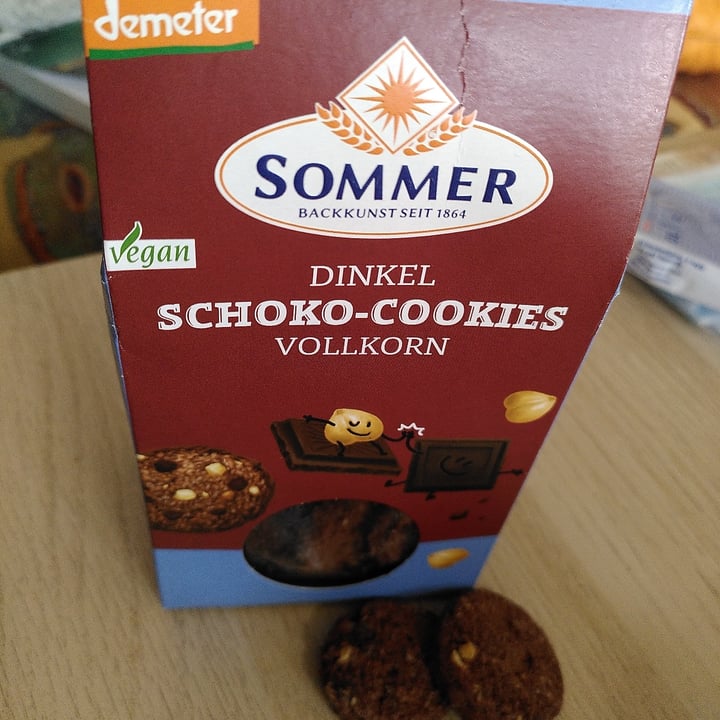 demeter
SOMMER
BACKKUNST SEIT 1864
vegan
DINKEL
SCHOKO-COOKIES
VOLLKORN